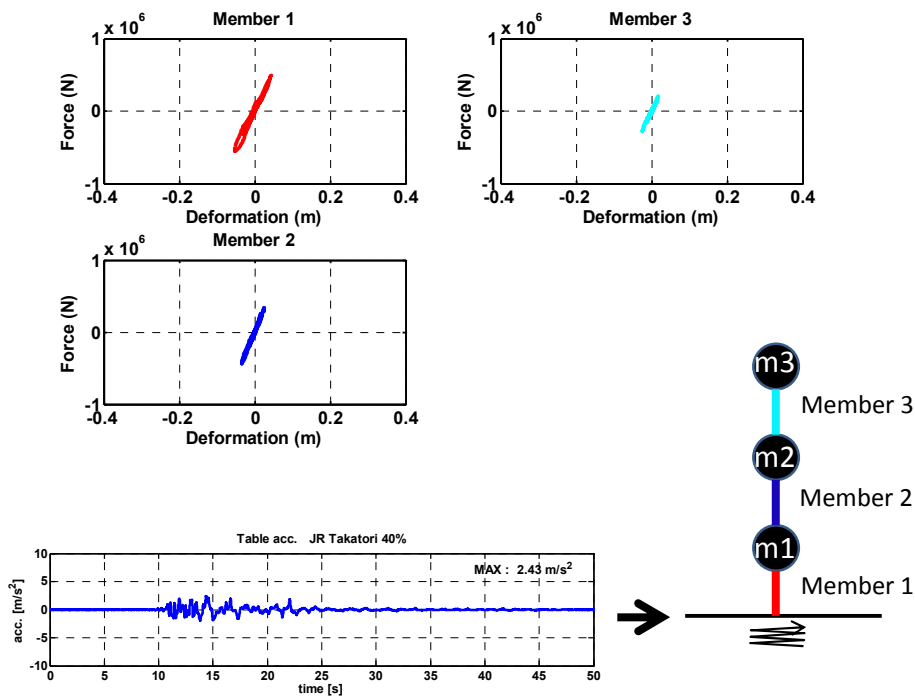 Member 1
x 10^6
1
0
-1
Force (N)
-0.4 -0.2 0 0.2 0.4
Deformation (m)
Member 3
x 10^6
1
0
-1
Force (N)
-0.4 -0.2 0 0.2 0.4
Deformation (m)
Member 2
x 10^6
1
0
-1
Force (N)
-0.4 -0.2 0 0.2 0.4
Deformation (m)
m3
Member 3
m2
Member 2
m1
Member 1
Table acc. JR Takatori 40%
MAX : 2.43 m/s²
10
5
0
-5
-10
acc. [m/s²]
0 5 10 15 20 25 30 35 40 45 50
time [s]